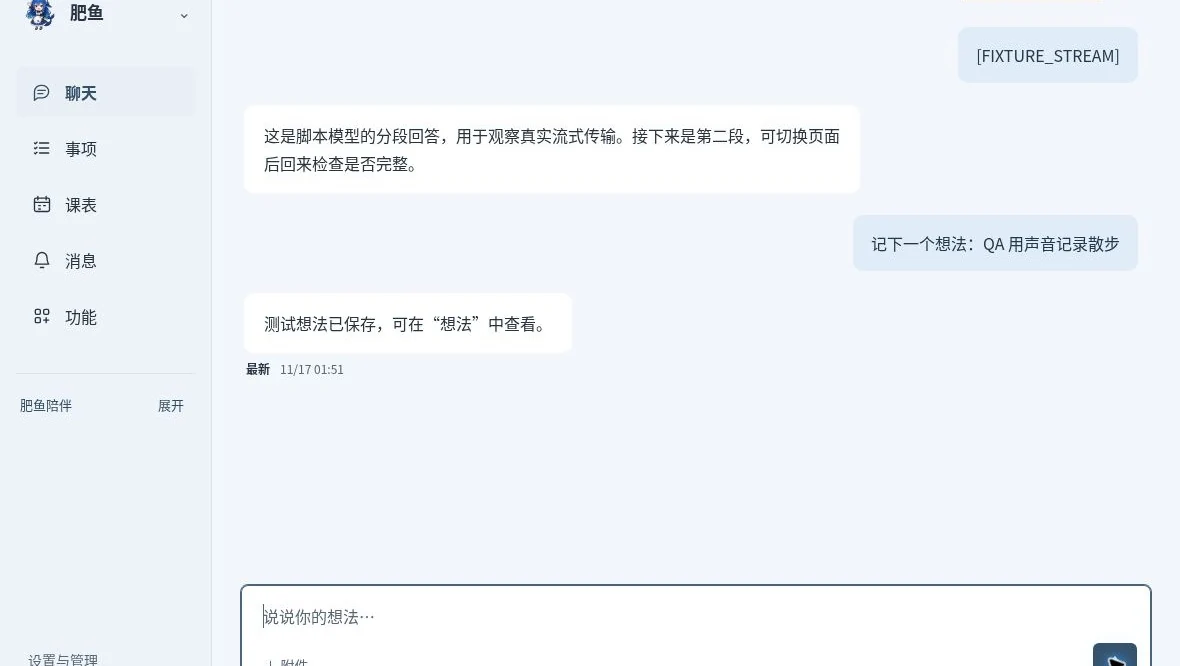 肥鱼
聊天
事项
课表
消息
功能
肥鱼陪伴 展开
设置与管理
[FIXTURE_STREAM]
这是脚本模型的分段回答，用于观察真实流式传输。接下来是第二段，可切换页面
后回来检查是否完整。
记下一个想法：QA 用声音记录散步
测试想法已保存，可在“想法”中查看。
最新 11/17 01:51
说说你的想法…
附件